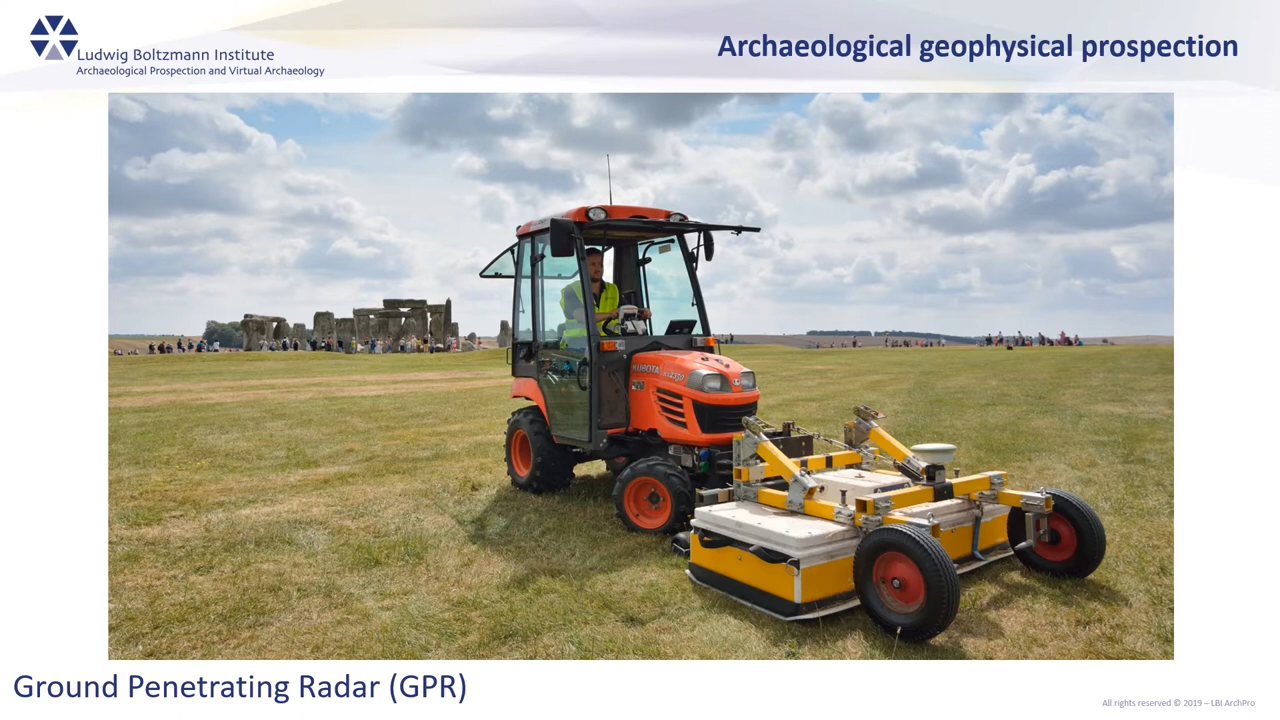 Ludwig Boltzmann Institute
Archaeological Prospection and Virtual Archaeology
Archaeological geophysical prospection
KUBOTA
Ground Penetrating Radar (GPR)
All rights reserved © 2019 – LBI ArchPro